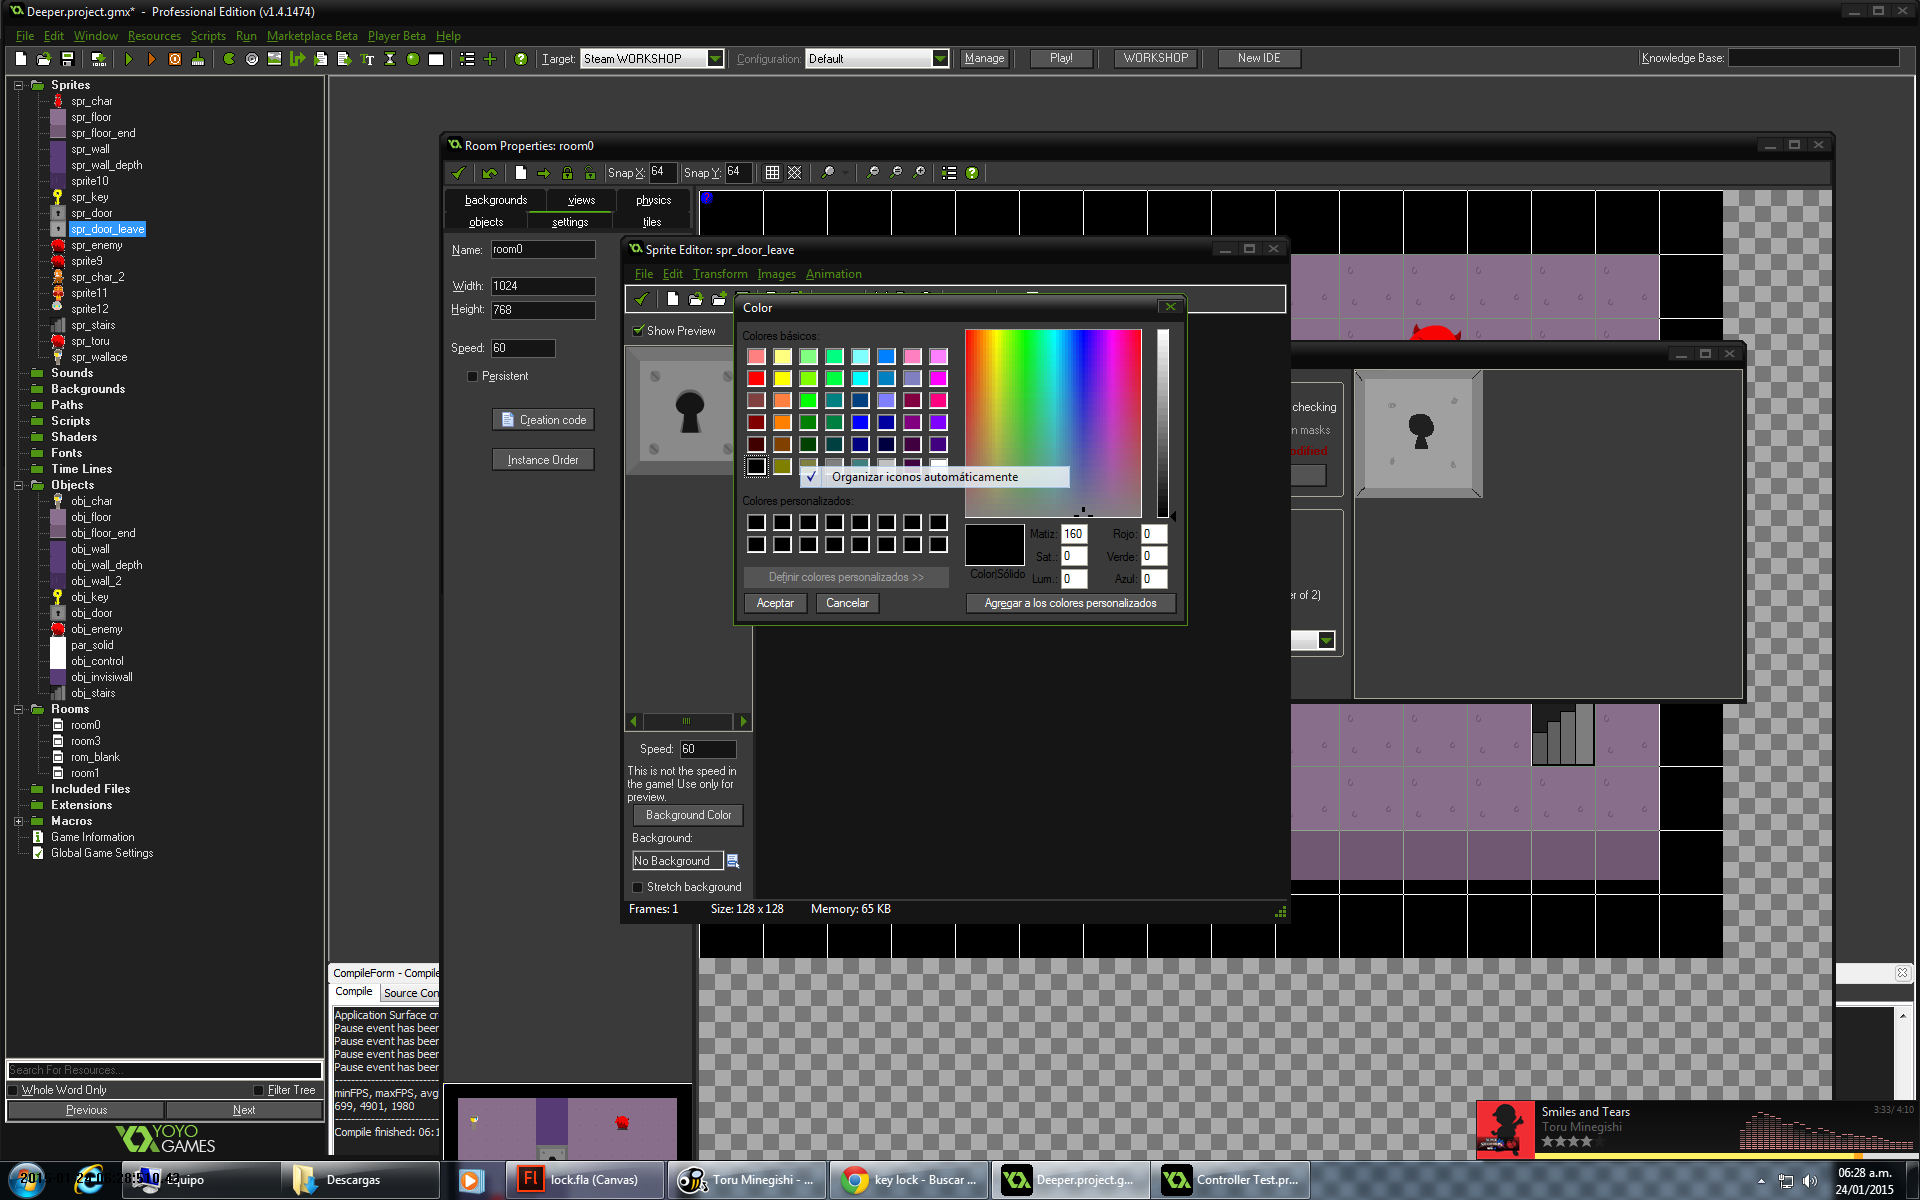 Deeper.project.gmx* - Professional Edition (v1.4.1474)
File Edit Window Resources Scripts Run Marketplace Beta Player Beta Help
Target: Steam WORKSHOP Configuration: Default Manage Play! WORKSHOP New IDE Knowledge Base:
Sprites
spr_char
spr_floor
spr_floor_end
spr_wall
spr_wall_depth
sprite10
spr_key
spr_door
spr_door_leave
spr_enemy
sprite9
spr_char_2
sprite11
sprite12
spr_stairs
spr_toru
spr_wallace
Sounds
Backgrounds
Paths
Scripts
Shaders
Fonts
Time Lines
Objects
obj_char
obj_floor
obj_floor_end
obj_wall
obj_wall_depth
obj_wall_2
obj_key
obj_door
obj_enemy
par_solid
obj_control
obj_invisiwall
obj_stairs
Rooms
room0
room3
rom_blank
room1
Included Files
Extensions
Macros
Game Information
Global Game Settings
Search For Resources...
Whole Word Only Filter Tree
Previous Next
YOYO
GAMES
Room Properties: room0
Snap X: 64 Snap Y: 64
backgrounds views physics
objects settings tiles
Name: room0
Width: 1024
Height: 768
Speed: 60
Persistent
Creation code
Instance Order
Sprite Editor: spr_door_leave
File Edit Transform Images Animation
Show Preview
Speed: 60
This is not the speed in
the game! Use only for
preview.
Background Color
Background:
No Background
Stretch background
Frames: 1 Size: 128 x 128 Memory: 65 KB
Color
Colores básicos:
Organizar iconos automáticamente
Colores personalizados:
Matiz: 160 Rojo: 0
Sat.: 0 Verde: 0
Color|Sólido Lum.: 0 Azul: 0
Definir colores personalizados >>
Aceptar Cancelar Agregar a los colores personalizados
checking
n masks
odified
er of 2)
CompileForm - Compile
Compile Source Con
Application Surface cr
Pause event has been
Pause event has been
Pause event has been
Pause event has been
minFPS, maxFPS, avg
699, 4901, 1980
Compile finished: 06:1
Smiles and Tears 3:33/ 4:10
Toru Minegishi
Equipo Descargas lock.fla (Canvas) Toru Minegishi - ... key lock - Buscar ... Deeper.project.g... Controller Test.pr...
06:28 a.m.
24/01/2015